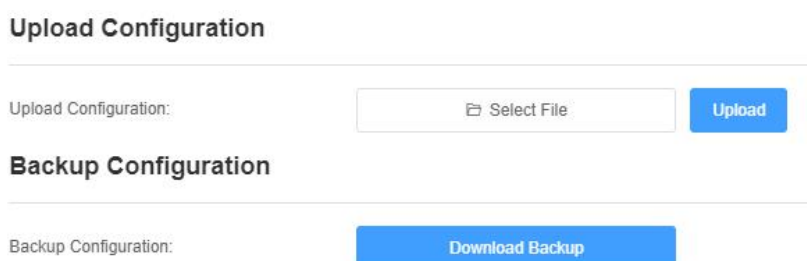 Upload Configuration
Upload Configuration: Select File Upload
Backup Configuration
Backup Configuration: Download Backup